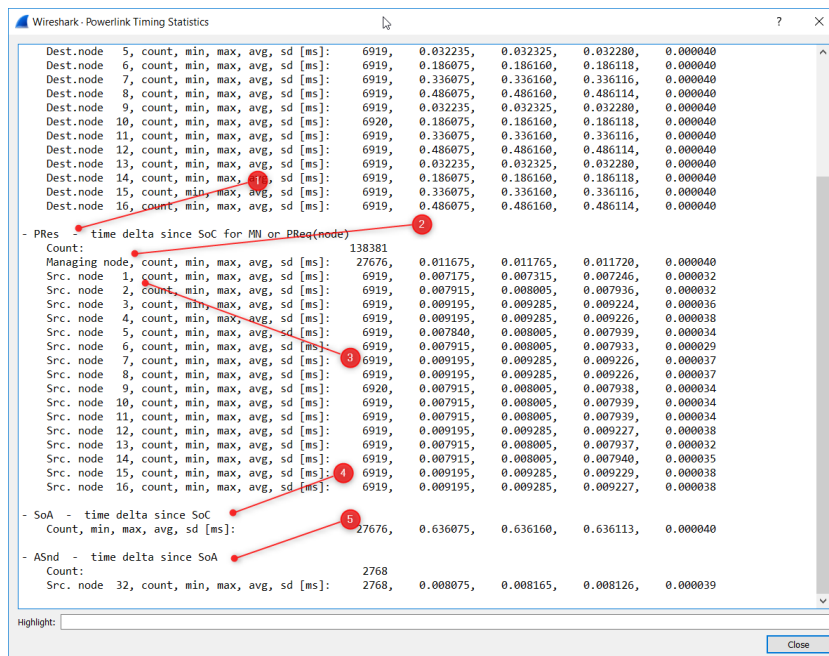 Wireshark · Powerlink Timing Statistics
Dest.node 5, count, min, max, avg, sd [ms]: 6919, 0.032235, 0.032325, 0.032280, 0.000040
Dest.node 6, count, min, max, avg, sd [ms]: 6919, 0.186075, 0.186160, 0.186118, 0.000040
Dest.node 7, count, min, max, avg, sd [ms]: 6919, 0.336075, 0.336160, 0.336116, 0.000040
Dest.node 8, count, min, max, avg, sd [ms]: 6919, 0.486075, 0.486160, 0.486114, 0.000040
Dest.node 9, count, min, max, avg, sd [ms]: 6919, 0.032235, 0.032325, 0.032280, 0.000040
Dest.node 10, count, min, max, avg, sd [ms]: 6920, 0.186075, 0.186160, 0.186118, 0.000040
Dest.node 11, count, min, max, avg, sd [ms]: 6919, 0.336075, 0.336160, 0.336116, 0.000040
Dest.node 12, count, min, max, avg, sd [ms]: 6919, 0.486075, 0.486160, 0.486114, 0.000040
Dest.node 13, count, min, max, avg, sd [ms]: 6919, 0.032235, 0.032325, 0.032280, 0.000040
Dest.node 14, count, min, max, 1 sd [ms]: 6919, 0.186075, 0.186160, 0.186118, 0.000040
Dest.node 15, count, min, max, avg, sd [ms]: 6919, 0.336075, 0.336160, 0.336116, 0.000040
Dest.node 16, count, min, max, avg, sd [ms]: 6919, 0.486075, 0.486160, 0.486114, 0.000040
2
- PRes - time delta since SoC for MN or PReq(node)
Count: 138381
Managing node, count, min, max, avg, sd [ms]: 27676, 0.011675, 0.011765, 0.011720, 0.000040
Src. node 1, count, min, max, avg, sd [ms]: 6919, 0.007175, 0.007315, 0.007246, 0.000032
Src. node 2, count, min, max, avg, sd [ms]: 6919, 0.007915, 0.008005, 0.007936, 0.000032
Src. node 3, count, min, max, avg, sd [ms]: 6919, 0.009195, 0.009285, 0.009224, 0.000036
Src. node 4, count, min, max, avg, sd [ms]: 6919, 0.009195, 0.009285, 0.009226, 0.000038
Src. node 5, count, min, max, avg, sd [ms]: 6919, 0.007840, 0.008005, 0.007939, 0.000034
Src. node 6, count, min, max, avg, sd [ms]: 6919, 0.007915, 0.008005, 0.007933, 0.000029
Src. node 7, count, min, max, avg, sd [ms]: 3 6919, 0.009195, 0.009285, 0.009226, 0.000037
Src. node 8, count, min, max, avg, sd [ms]: 6919, 0.009195, 0.009285, 0.009226, 0.000037
Src. node 9, count, min, max, avg, sd [ms]: 6920, 0.007915, 0.008005, 0.007938, 0.000034
Src. node 10, count, min, max, avg, sd [ms]: 6919, 0.007915, 0.008005, 0.007939, 0.000034
Src. node 11, count, min, max, avg, sd [ms]: 6919, 0.007915, 0.008005, 0.007939, 0.000034
Src. node 12, count, min, max, avg, sd [ms]: 6919, 0.009195, 0.009285, 0.009227, 0.000038
Src. node 13, count, min, max, avg, sd [ms]: 6919, 0.007915, 0.008005, 0.007937, 0.000032
Src. node 14, count, min, max, avg, sd [ms]: 6919, 0.007915, 0.008005, 0.007940, 0.000035
Src. node 15, count, min, max, avg, sd [ms]: 4 6919, 0.009195, 0.009285, 0.009229, 0.000038
Src. node 16, count, min, max, avg, sd [ms]: 6919, 0.009195, 0.009285, 0.009227, 0.000038
- SoA - time delta since SoC
5
Count, min, max, avg, sd [ms]: 27676, 0.636075, 0.636160, 0.636113, 0.000040
- ASnd - time delta since SoA
Count: 2768
Src. node 32, count, min, max, avg, sd [ms]: 2768, 0.008075, 0.008165, 0.008126, 0.000039
Highlight:
Close